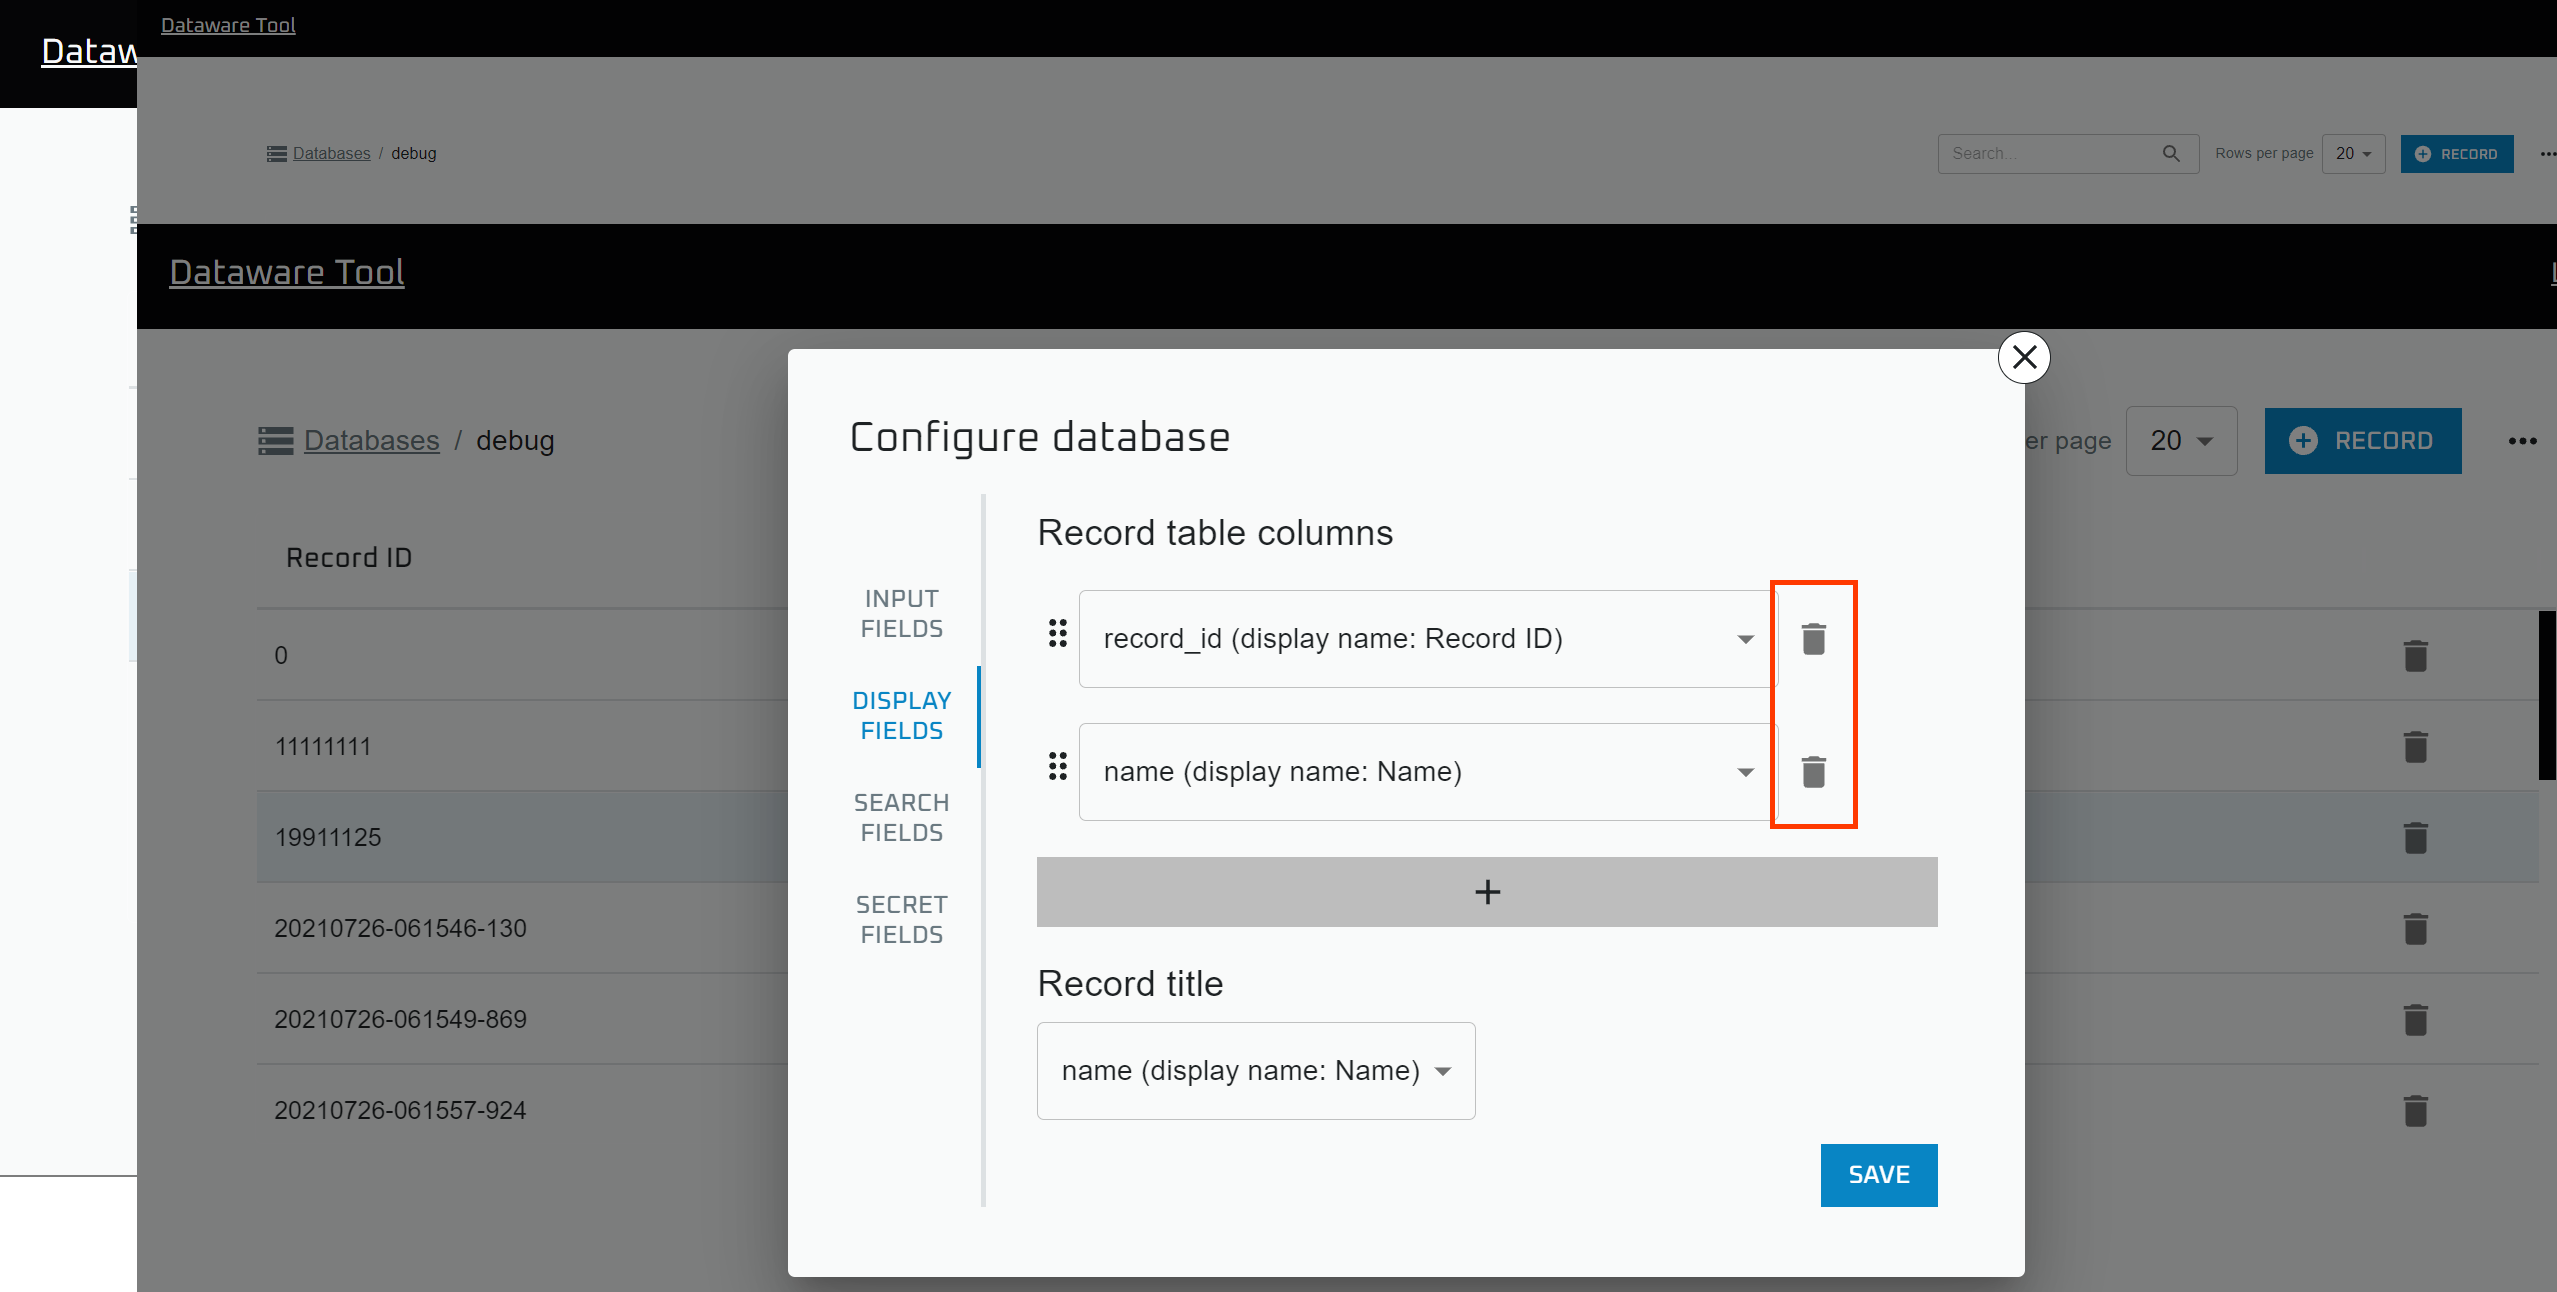 Dataware Tool
Dataw
Databases / debug
Search...
Rows per page
20
RECORD
Dataware Tool
Databases / debug
er per page
20
RECORD
Record ID
0
11111111
19911125
20210726-061546-130
20210726-061549-869
20210726-061557-924
Configure database
INPUT
FIELDS
DISPLAY
FIELDS
SEARCH
FIELDS
SECRET
FIELDS
Record table columns
record_id (display name: Record ID)
name (display name: Name)
+
Record title
name (display name: Name)
SAVE